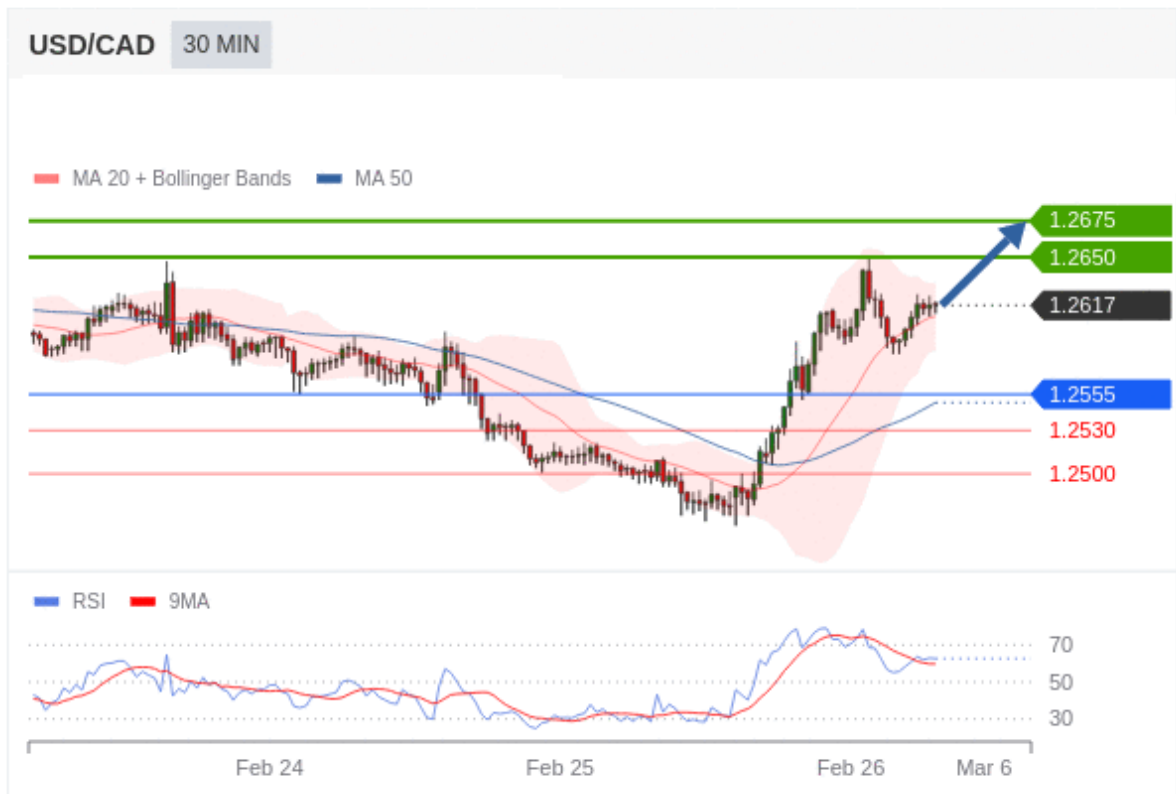 USD/CAD 30 MIN
MA 20 + Bollinger Bands MA 50
1.2675
1.2650
1.2617
1.2555
1.2530
1.2500
RSI 9MA
70
50
30
Feb 24 Feb 25 Feb 26 Mar 6